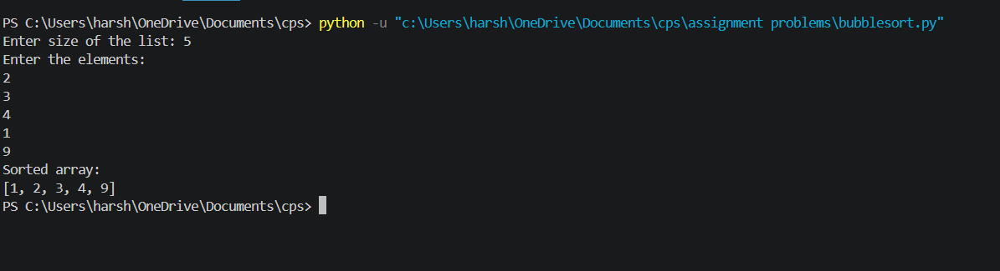 PS C:\Users\harsh\OneDrive\Documents\cps> python -u "c:\Users\harsh\OneDrive\Documents\cps\assignment problems\bubblesort.py"
Enter size of the list: 5
Enter the elements:
2
3
4
1
9
Sorted array:
[1, 2, 3, 4, 9]
PS C:\Users\harsh\OneDrive\Documents\cps>